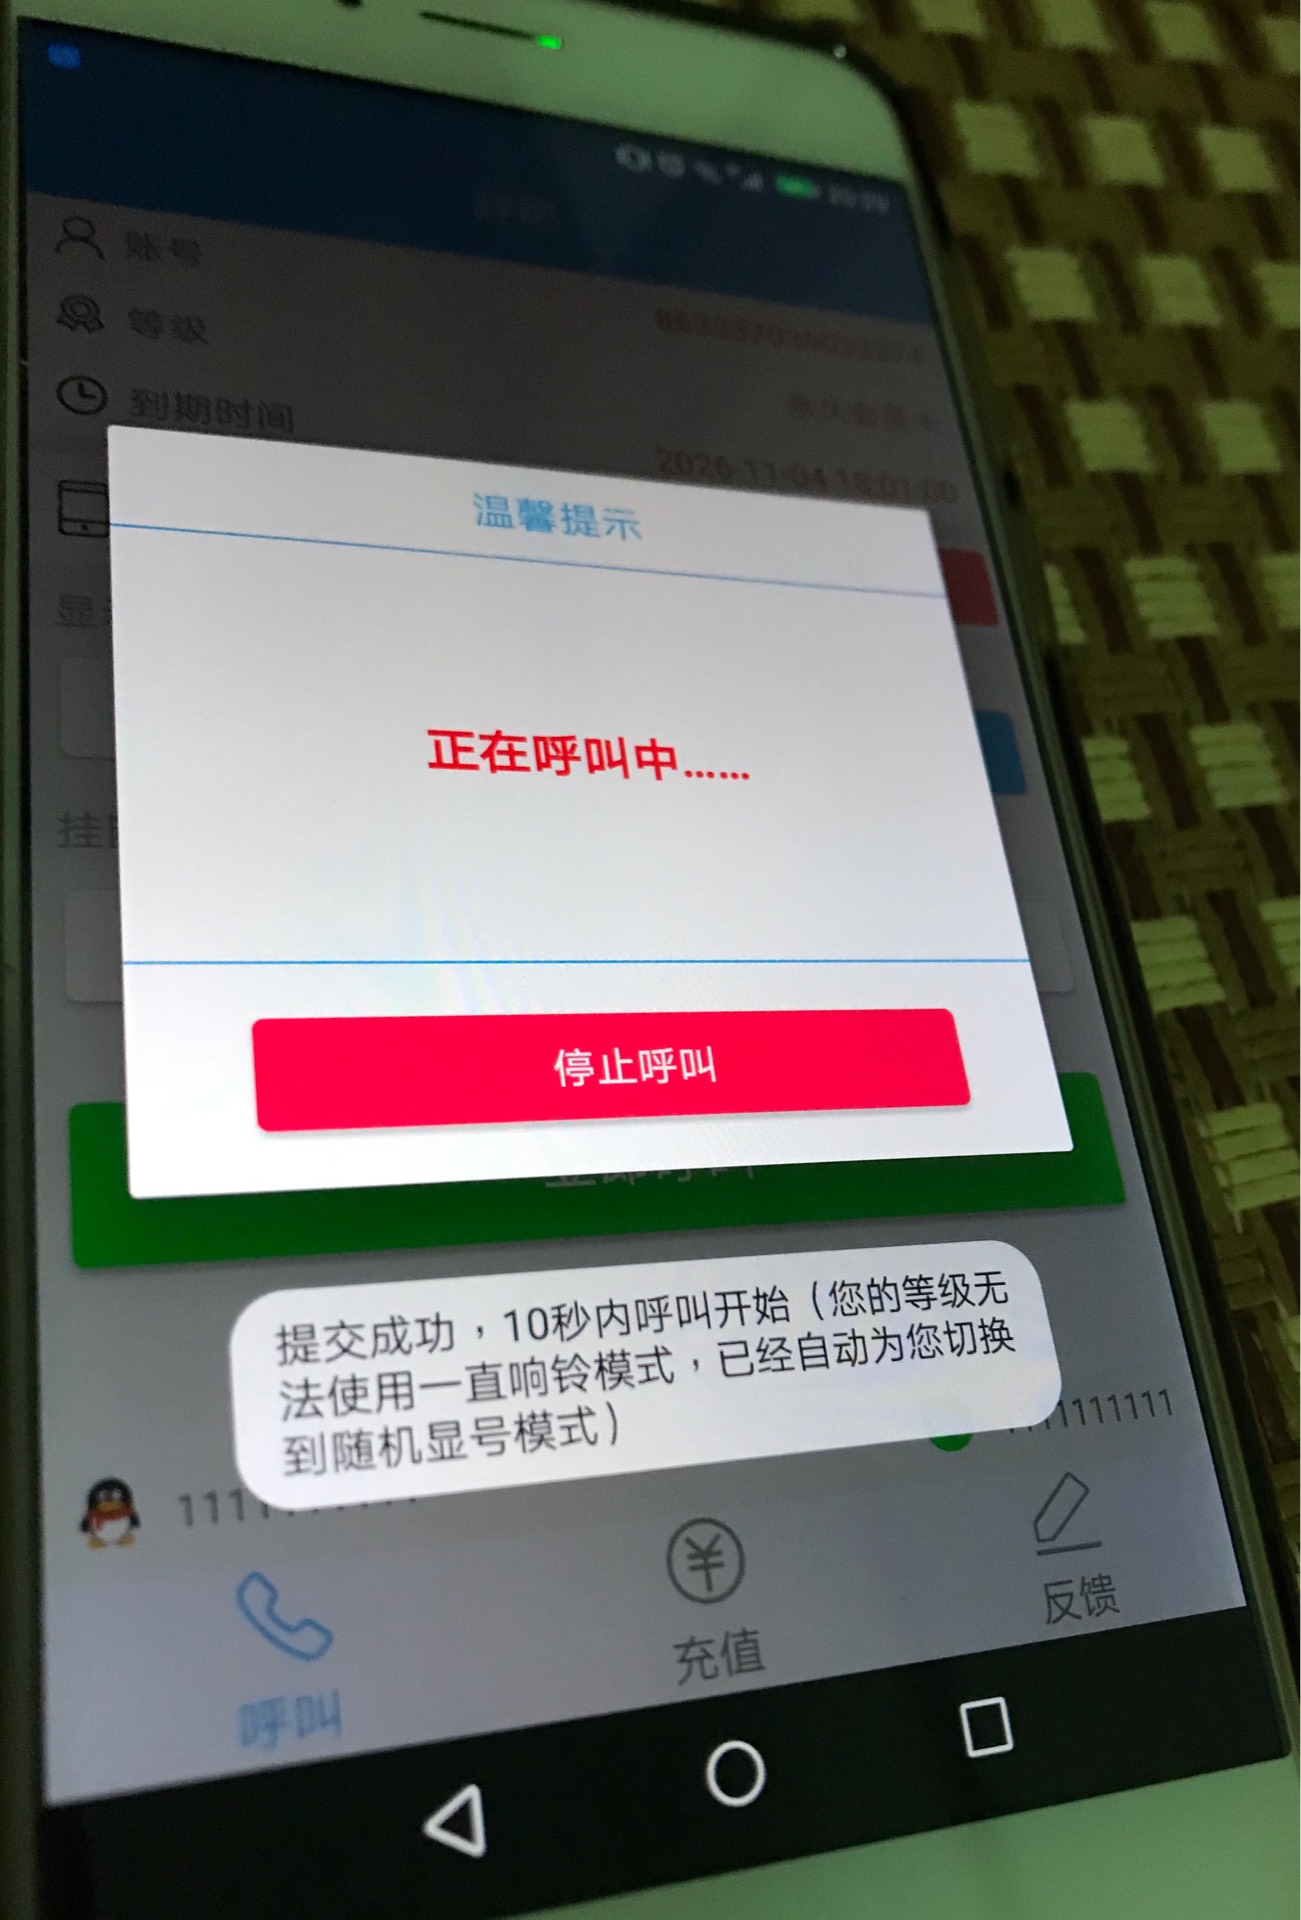 账号
等级
到期时间
2026-11-04 18:01:00
温馨提示
正在呼叫中......
停止呼叫
提交成功，10秒内呼叫开始（您的等级无
法使用一直响铃模式，已经自动为您切换
到随机显号模式）
呼叫
充值
反馈